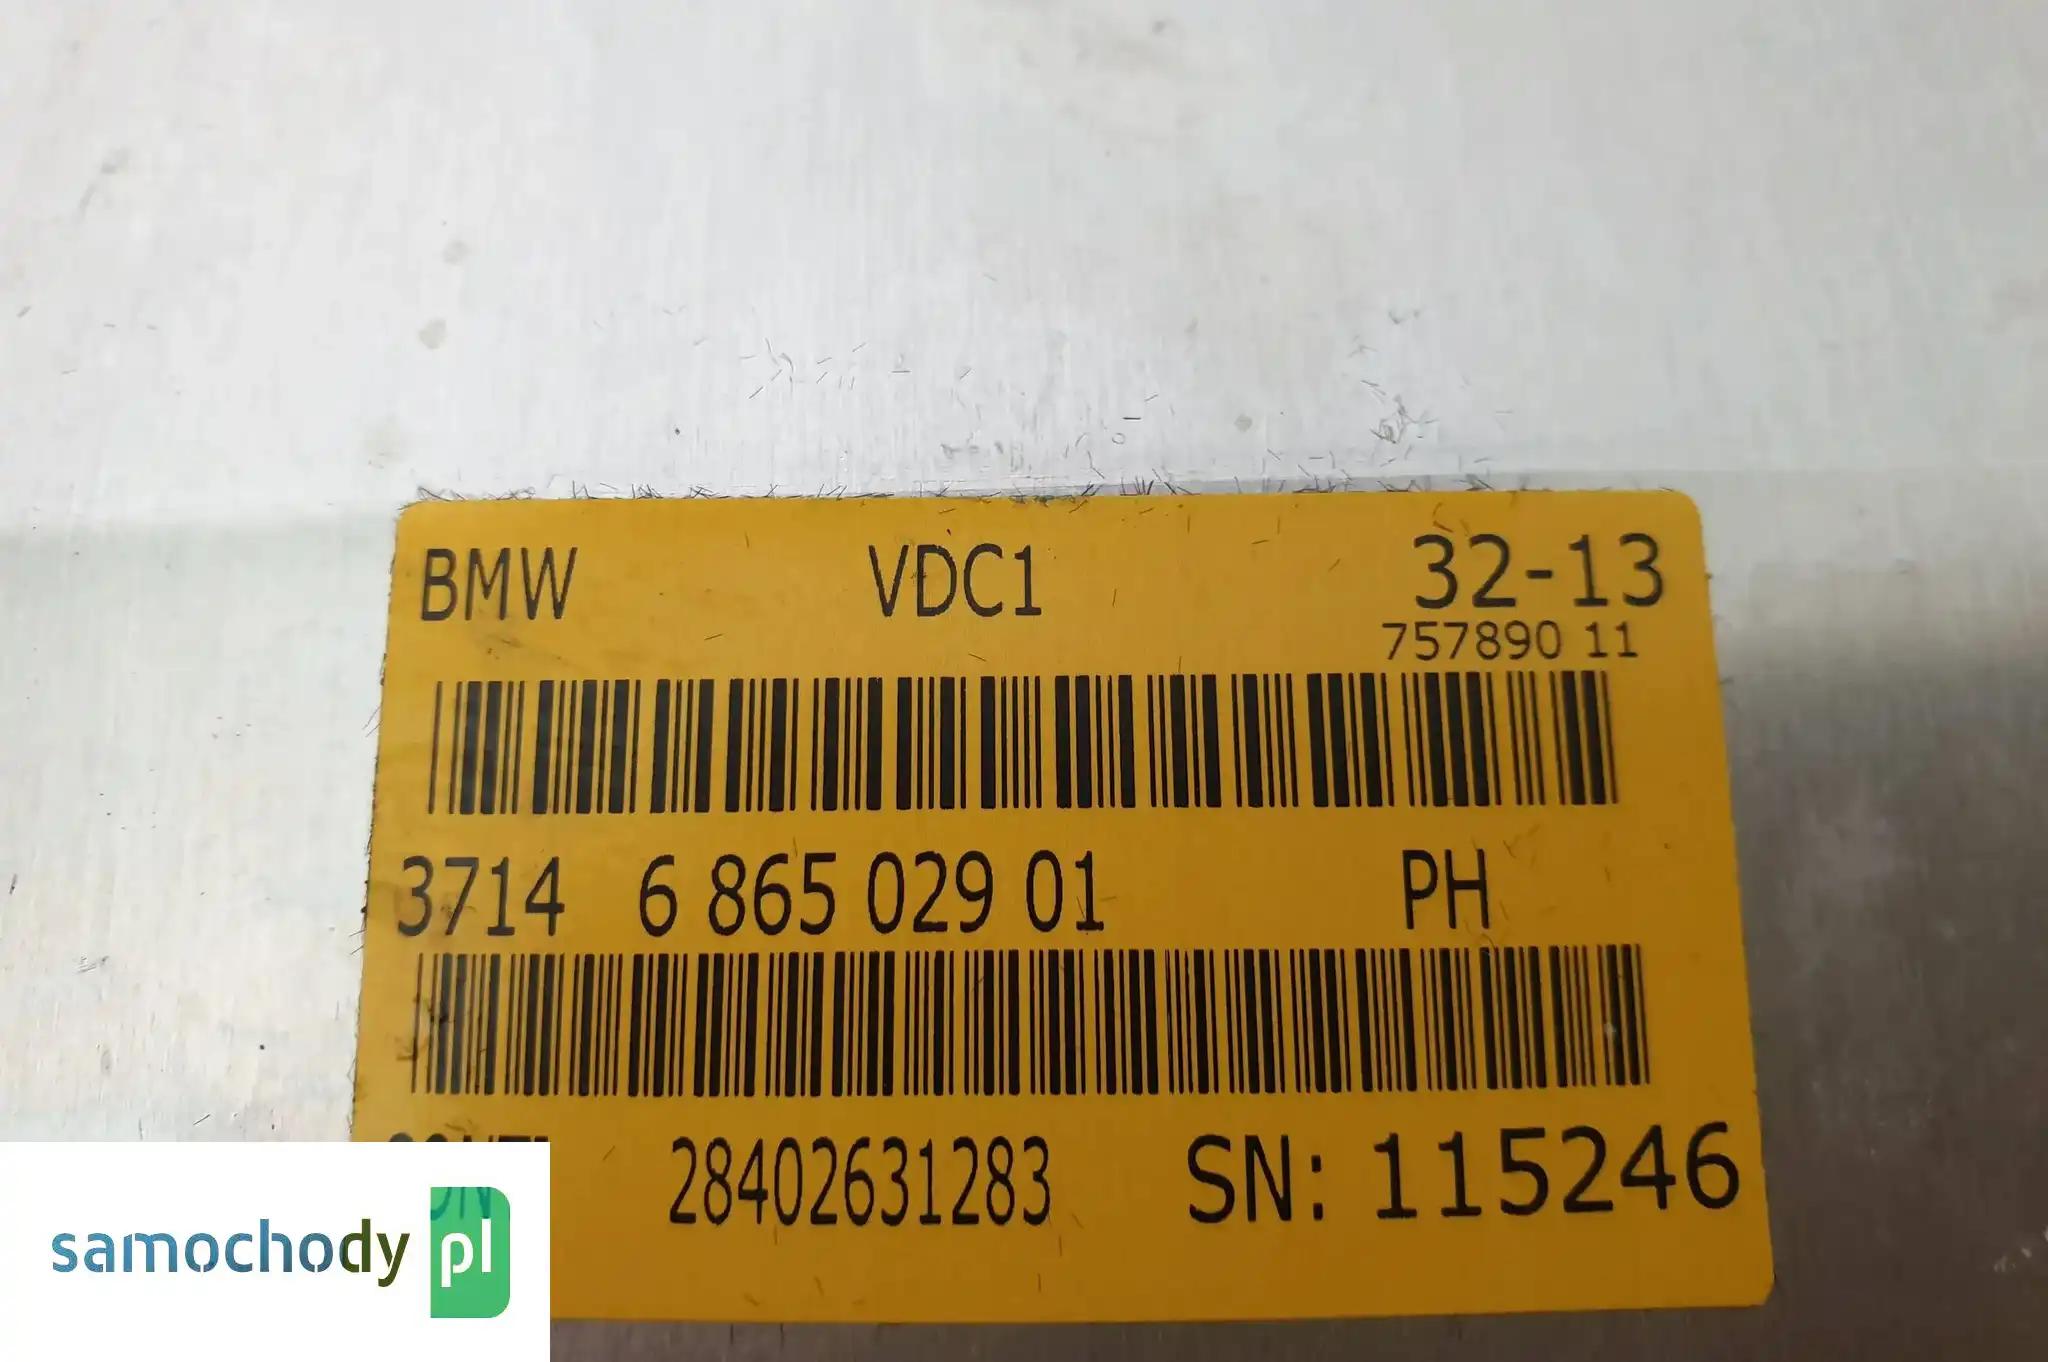 BMW VDC1 32-13
757890 11
3714 6 865 029 01 PH
28402631283 SN: 115246
samochody pl